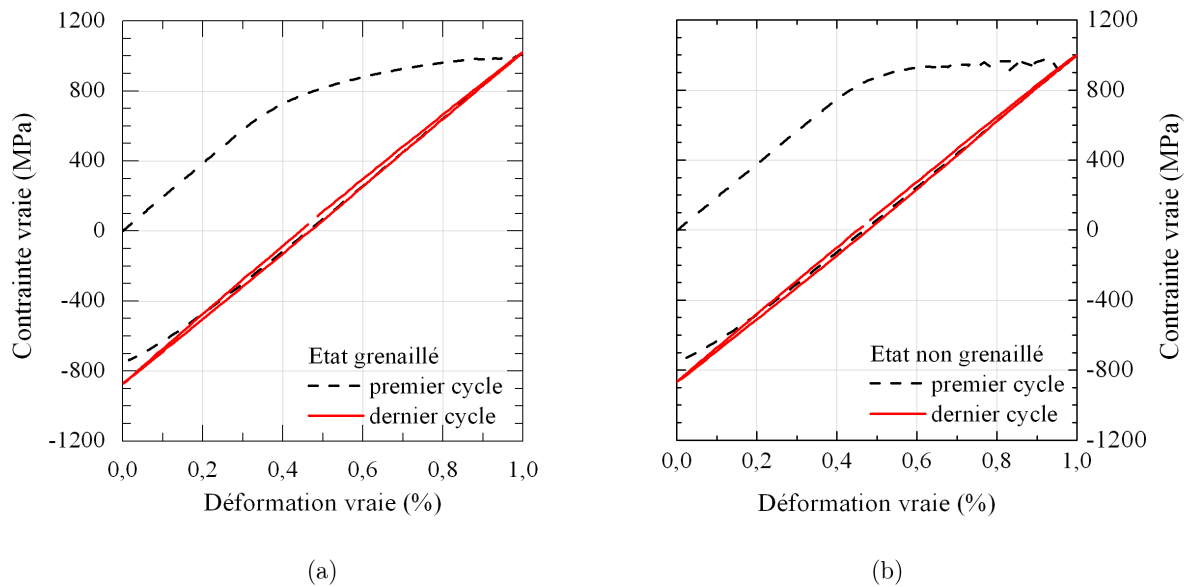 1200
800
400
0
-400
-800
-1200
Contrainte vraie (MPa)
Etat grenaillé
premier cycle
dernier cycle
0,0 0,2 0,4 0,6 0,8 1,0
Déformation vraie (%)
(a)
1200
800
400
0
-400
-800
-1200
Contrainte vraie (MPa)
Etat non grenaillé
premier cycle
dernier cycle
0,0 0,2 0,4 0,6 0,8 1,0
Déformation vraie (%)
(b)